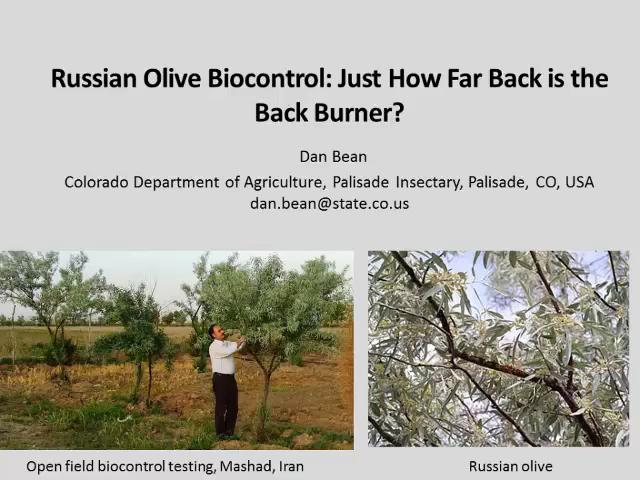 Russian Olive Biocontrol: Just How Far Back is the
Back Burner?
Dan Bean
Colorado Department of Agriculture, Palisade Insectary, Palisade, CO, USA
dan.bean@state.co.us
Open field biocontrol testing, Mashad, Iran
Russian olive